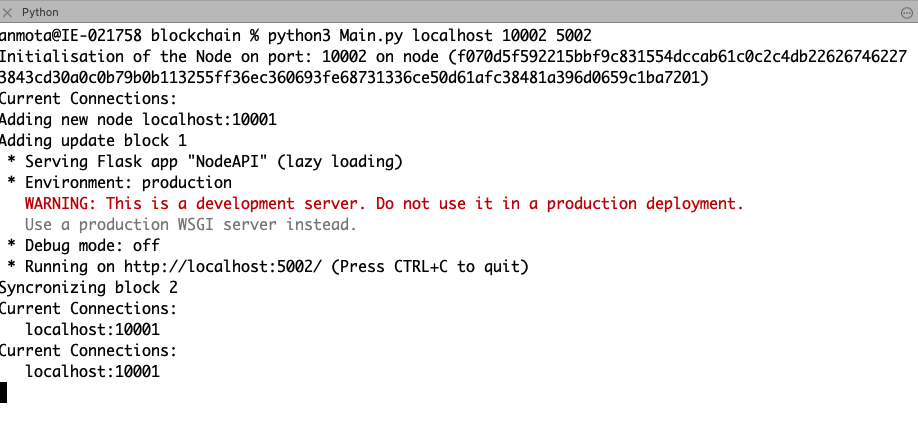 Python
anmota@IE-021758 blockchain % python3 Main.py localhost 10002 5002
Initialisation of the Node on port: 10002 on node (f070d5f592215bbf9c831554dccab61c0c2c4db22626746227
3843cd30a0c0b79b0b113255ff36ec360693fe68731336ce50d61afc38481a396d0659c1ba7201)
Current Connections:
Adding new node localhost:10001
Adding update block 1
 * Serving Flask app "NodeAPI" (lazy loading)
 * Environment: production
   WARNING: This is a development server. Do not use it in a production deployment.
   Use a production WSGI server instead.
 * Debug mode: off
 * Running on http://localhost:5002/ (Press CTRL+C to quit)
Syncronizing block 2
Current Connections:
   localhost:10001
Current Connections:
   localhost:10001